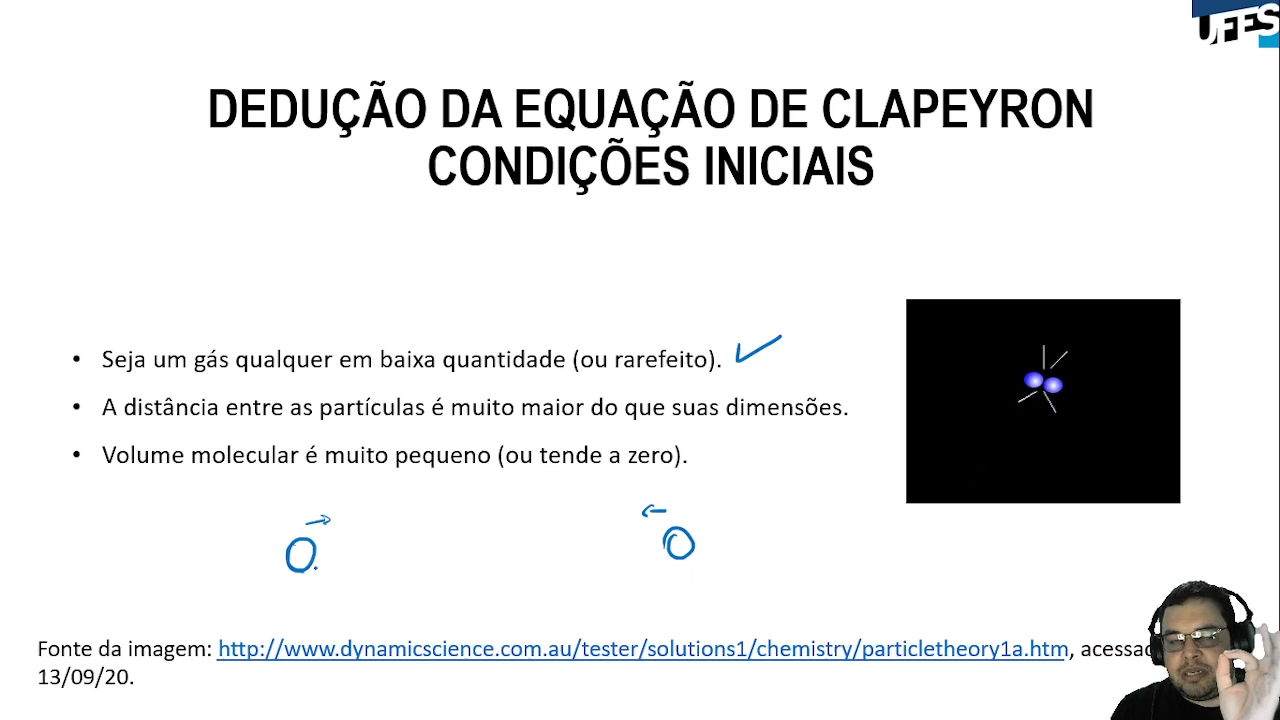 UFES
DEDUÇÃO DA EQUAÇÃO DE CLAPEYRON
CONDIÇÕES INICIAIS
• Seja um gás qualquer em baixa quantidade (ou rarefeito).
• A distância entre as partículas é muito maior do que suas dimensões.
• Volume molecular é muito pequeno (ou tende a zero).
Fonte da imagem: http://www.dynamicscience.com.au/tester/solutions1/chemistry/particletheory1a.htm,
13/09/20.